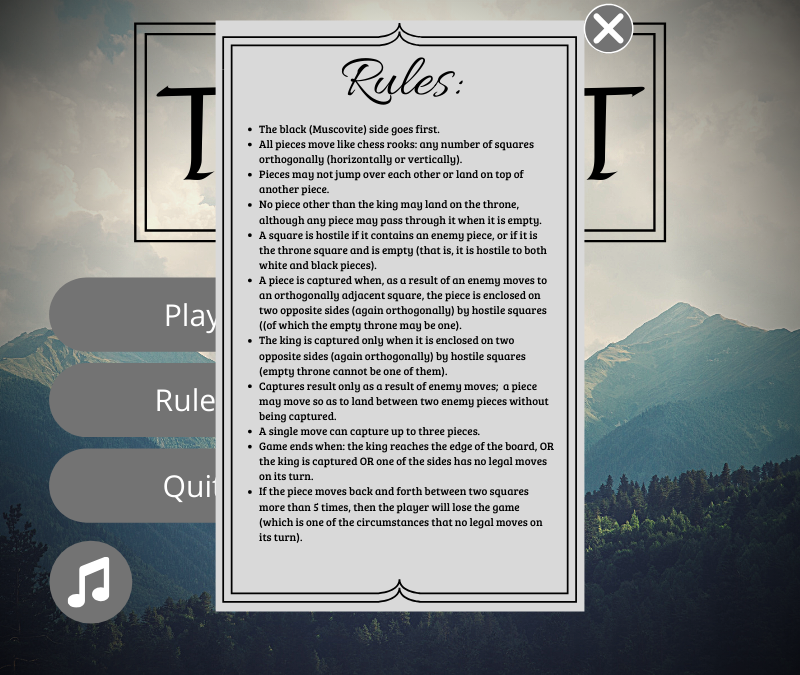 T T
Rules:
• The black (Muscovite) side goes first.
• All pieces move like chess rooks: any number of squares
orthogonally (horizontally or vertically).
• Pieces may not jump over each other or land on top of
another piece.
• No piece other than the king may land on the throne,
although any piece may pass through it when it is empty.
• A square is hostile if it contains an enemy piece, or if it is
the throne square and is empty (that is, it is hostile to both
white and black pieces).
• A piece is captured when, as a result of an enemy moves to
an orthogonally adjacent square, the piece is enclosed on
two opposite sides (again orthogonally) by hostile squares
((of which the empty throne may be one).
• The king is captured only when it is enclosed on two
opposite sides (again orthogonally) by hostile squares
(empty throne cannot be one of them).
• Captures result only as a result of enemy moves; a piece
may move so as to land between two enemy pieces without
being captured.
• A single move can capture up to three pieces.
• Game ends when: the king reaches the edge of the board, OR
the king is captured OR one of the sides has no legal moves
on its turn.
• If the piece moves back and forth between two squares
more than 5 times, then the player will lose the game
(which is one of the circumstances that no legal moves on
its turn).
Play
Rule
Quit